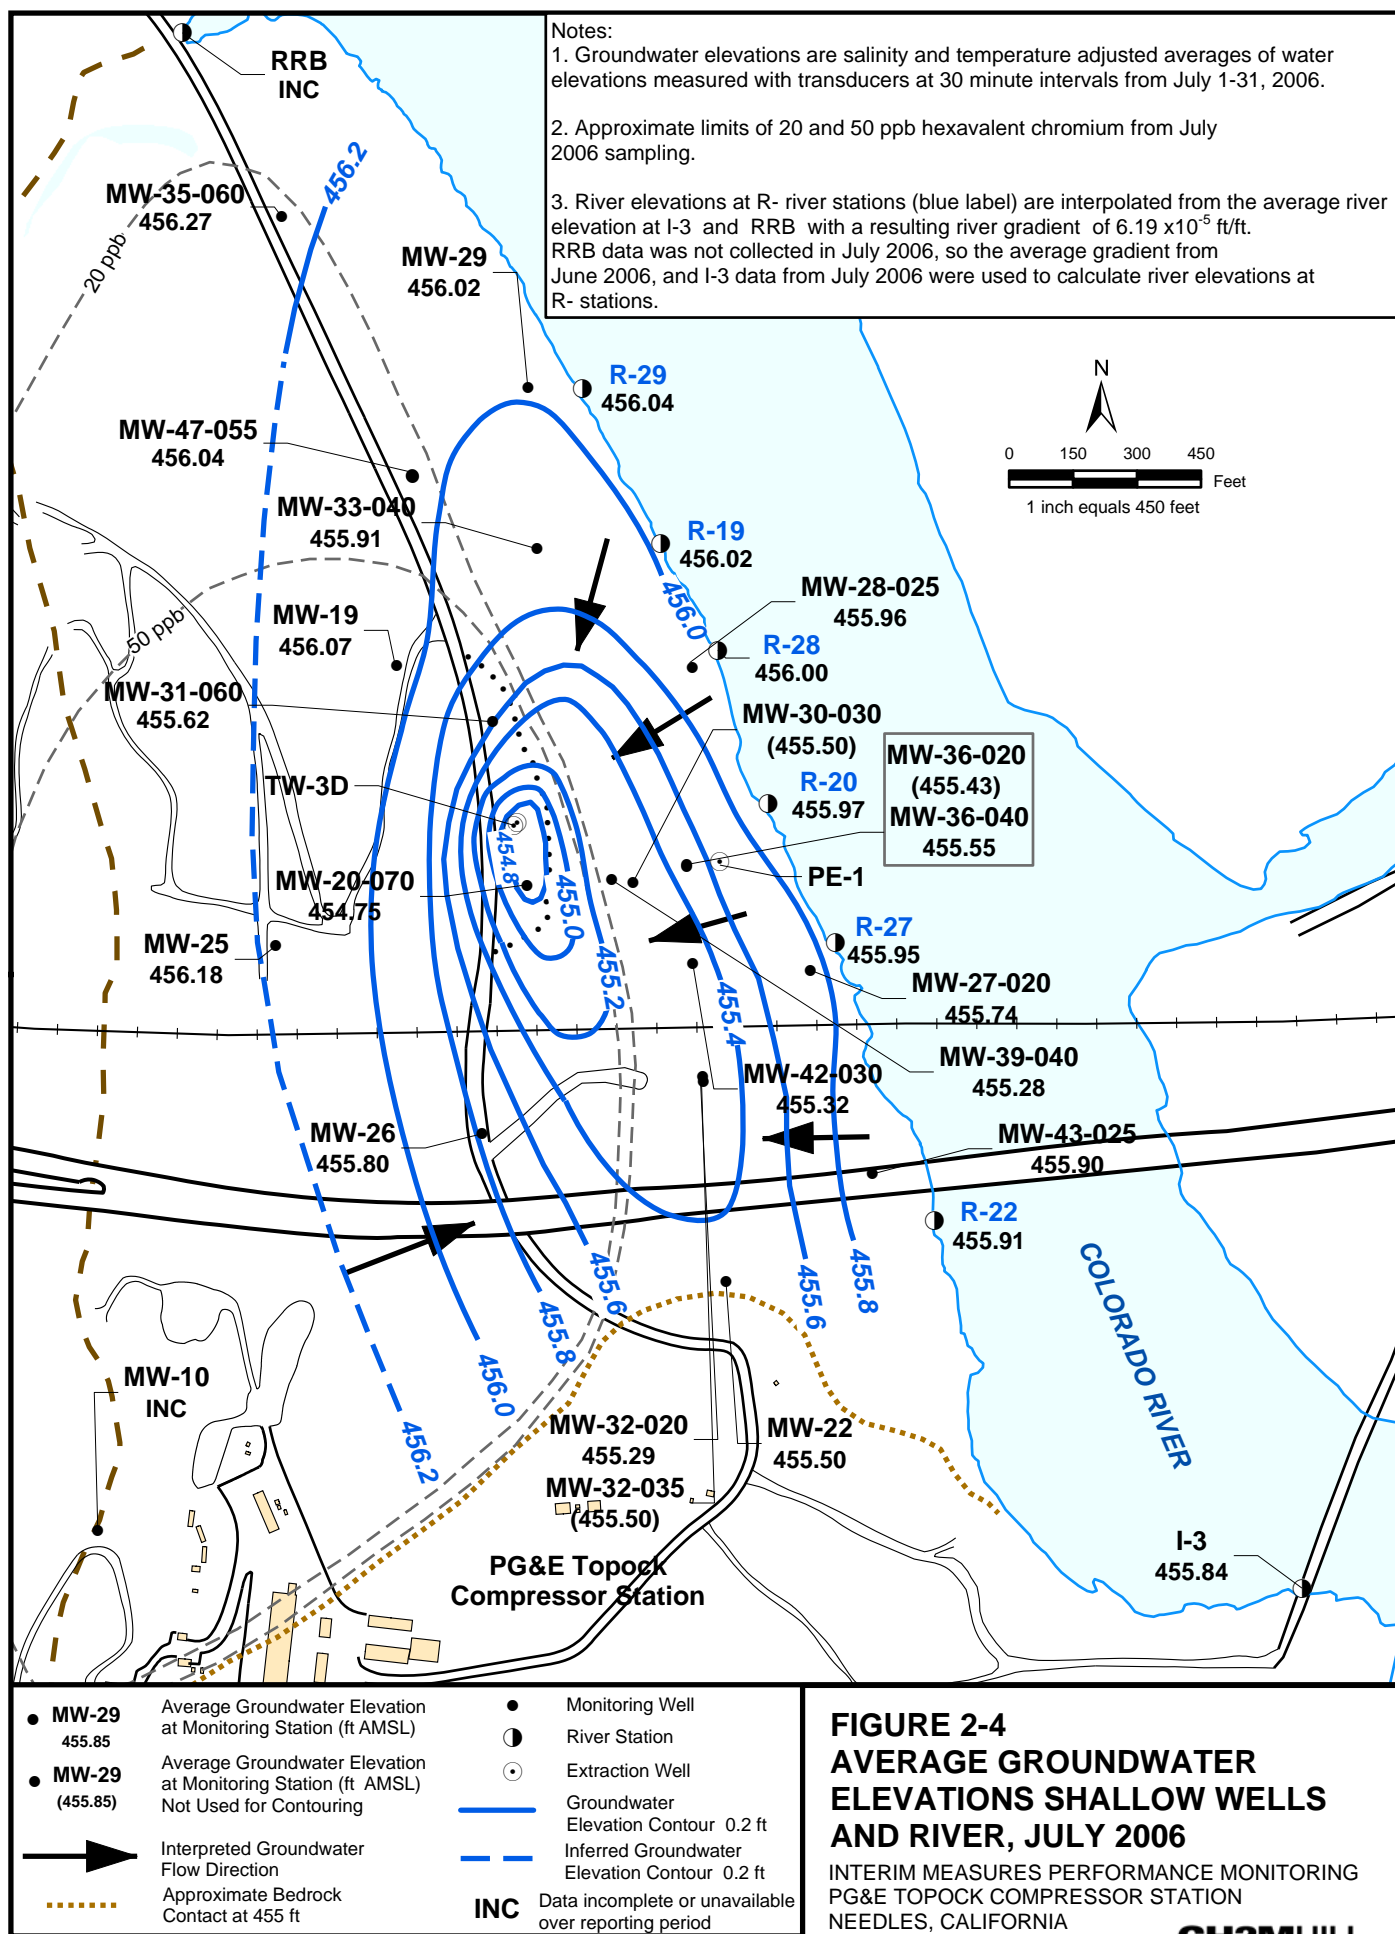 Notes:
1. Groundwater elevations are salinity and temperature adjusted averages of water
elevations measured with transducers at 30 minute intervals from July 1-31, 2006.
2. Approximate limits of 20 and 50 ppb hexavalent chromium from July
2006 sampling.
3. River elevations at R- river stations (blue label) are interpolated from the average river
elevation at I-3 and RRB with a resulting river gradient of 6.19 x10-5 ft/ft.
RRB data was not collected in July 2006, so the average gradient from
June 2006, and I-3 data from July 2006 were used to calculate river elevations at
R- stations.
RRB
INC
456.2
MW-35-060
456.27
20 ppb
MW-29
456.02
R-29
456.04
N
0 150 300 450
Feet
1 inch equals 450 feet
MW-47-055
456.04
MW-33-040
455.91
R-19
456.02
456.0
MW-28-025
455.96
50 ppb
MW-19
456.07
R-28
456.00
MW-31-060
455.62
MW-30-030
(455.50)
MW-36-020
(455.43)
MW-36-040
455.55
TW-3D
R-20
455.97
454.8
PE-1
MW-20-070
454.75
455.0
MW-25
456.18
R-27
455.95
455.2
MW-27-020
455.74
455.4
MW-39-040
455.28
MW-42-030
455.32
MW-26
455.80
MW-43-025
455.90
R-22
455.91
455.6
455.8
455.6
455.8
456.0
456.2
COLORADO RIVER
MW-10
INC
MW-32-020
455.29
MW-32-035
(455.50)
MW-22
455.50
I-3
455.84
PG&E Topock
Compressor Station
MW-29
455.85
Average Groundwater Elevation
at Monitoring Station (ft AMSL)
MW-29
(455.85)
Average Groundwater Elevation
at Monitoring Station (ft AMSL)
Not Used for Contouring
Interpreted Groundwater
Flow Direction
Approximate Bedrock
Contact at 455 ft
Monitoring Well
River Station
Extraction Well
Groundwater
Elevation Contour 0.2 ft
Inferred Groundwater
Elevation Contour 0.2 ft
INC Data incomplete or unavailable
over reporting period
FIGURE 2-4
AVERAGE GROUNDWATER
ELEVATIONS SHALLOW WELLS
AND RIVER, JULY 2006
INTERIM MEASURES PERFORMANCE MONITORING
PG&E TOPOCK COMPRESSOR STATION
NEEDLES, CALIFORNIA